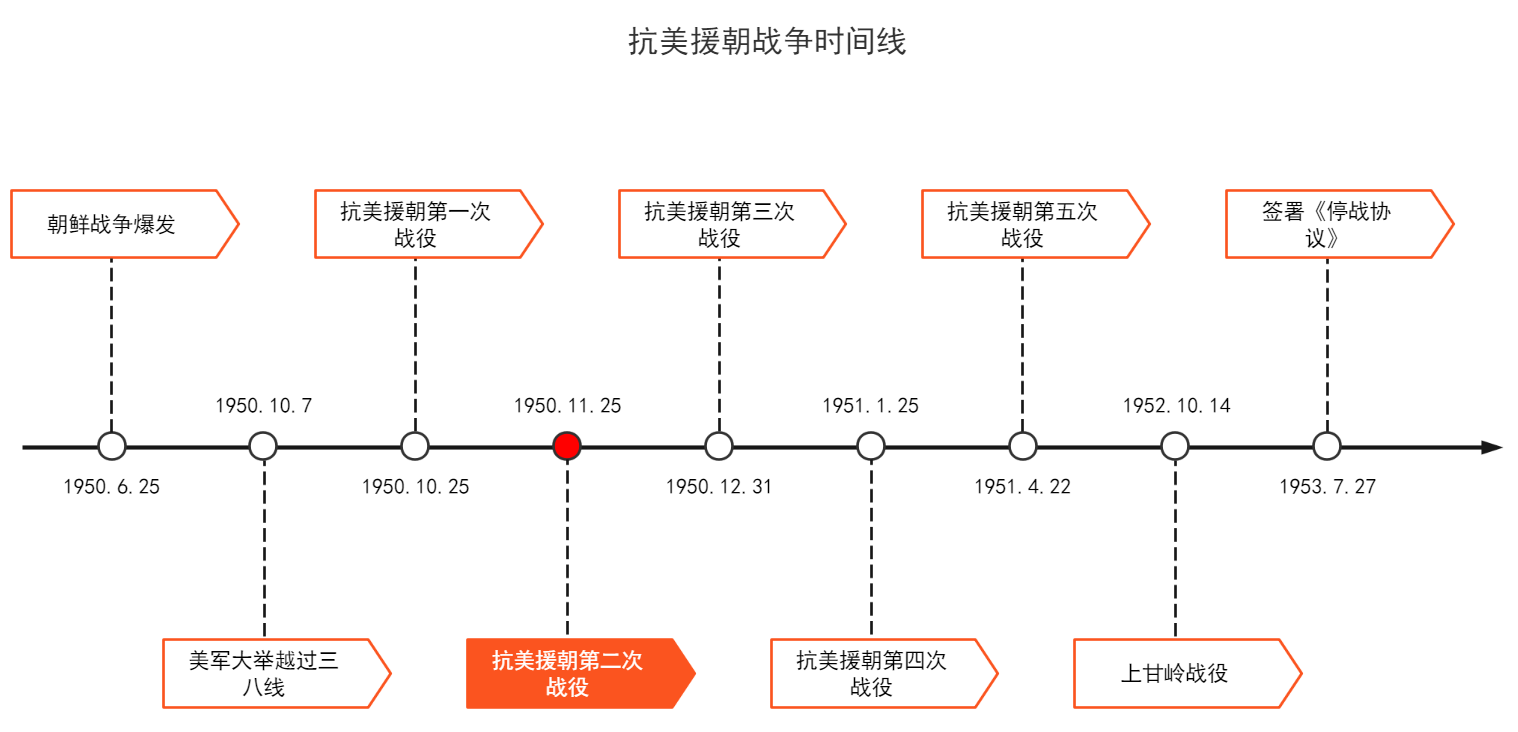 抗美援朝战争时间线
朝鲜战争爆发
抗美援朝第一次
战役
抗美援朝第三次
战役
抗美援朝第五次
战役
签署《停战协
议》
1950.10.7
1950.11.25
1951.1.25
1952.10.14
1950.6.25
1950.10.25
1950.12.31
1951.4.22
1953.7.27
美军大举越过三
八线
抗美援朝第二次
战役
抗美援朝第四次
战役
上甘岭战役